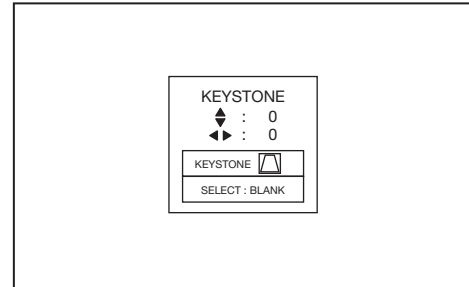 KEYSTONE
▲▼ : 0
◀▶ : 0
KEYSTONE
SELECT : BLANK